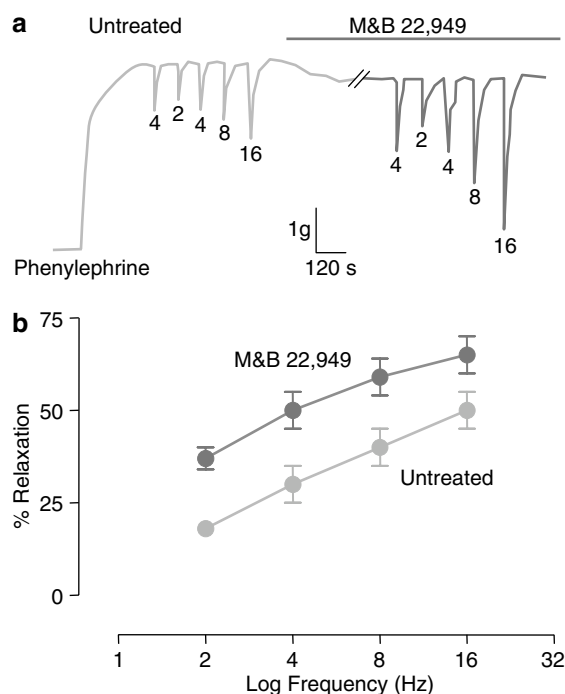 a
Untreated
M&B 22,949
4 2 4 8 16
4 2 4 8 16
1g
120 s
Phenylephrine
b
75
50
25
0
% Relaxation
M&B 22,949
Untreated
1 2 4 8 16 32
Log Frequency (Hz)